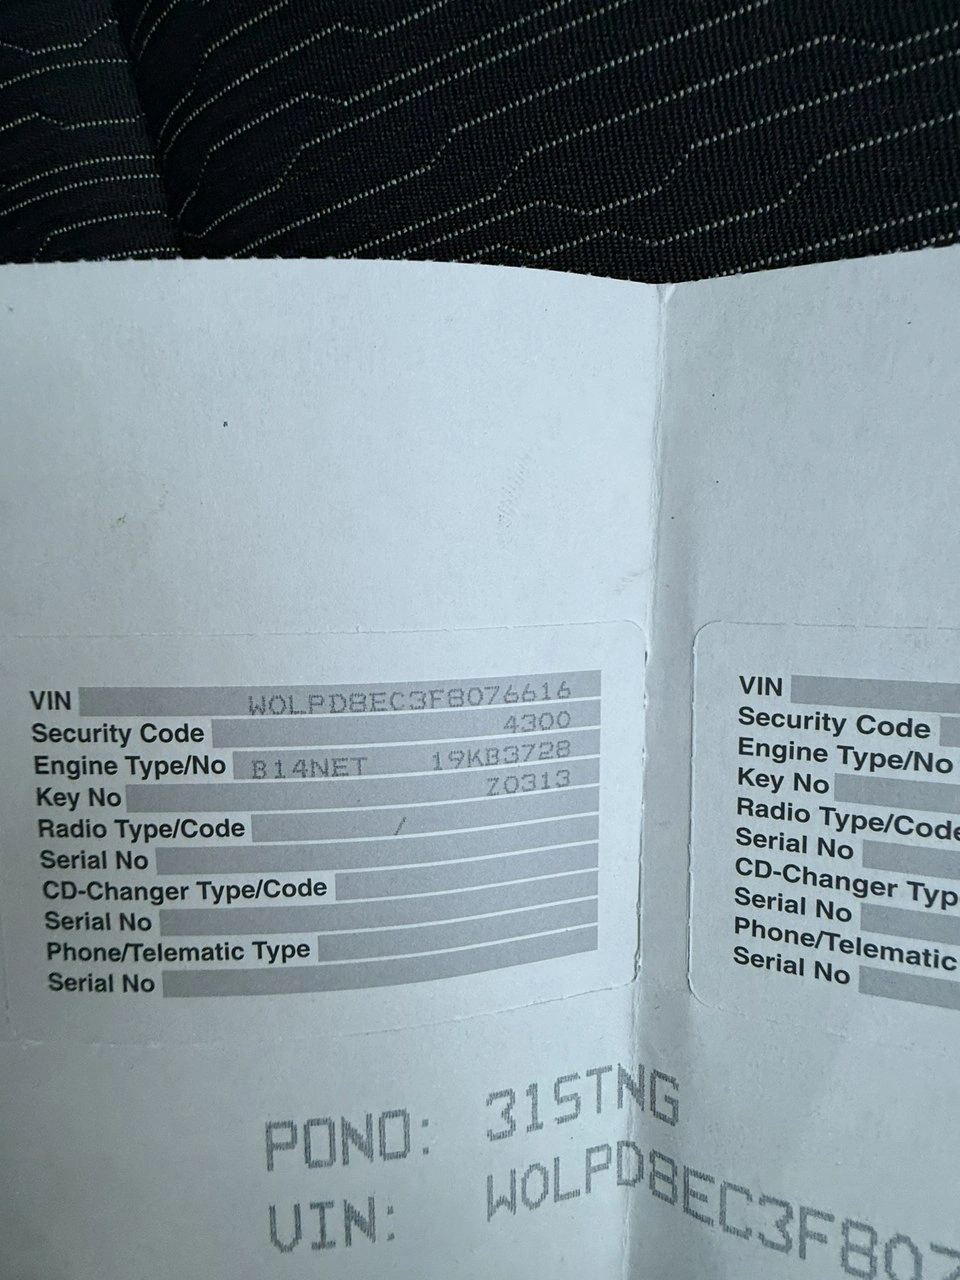 VIN WOLPD8EC3F8076616
Security Code 4300
Engine Type/No B14NET 19KB3728
Key No Z0313
Radio Type/Code /
Serial No
CD-Changer Type/Code
Serial No
Phone/Telematic Type
Serial No
VIN
Security Code
Engine Type/No
Key No
Radio Type/Code
Serial No
CD-Changer Typ
Serial No
Phone/Telematic
Serial No
PONO: 31STNG
VIN: WOLPD8EC3F807